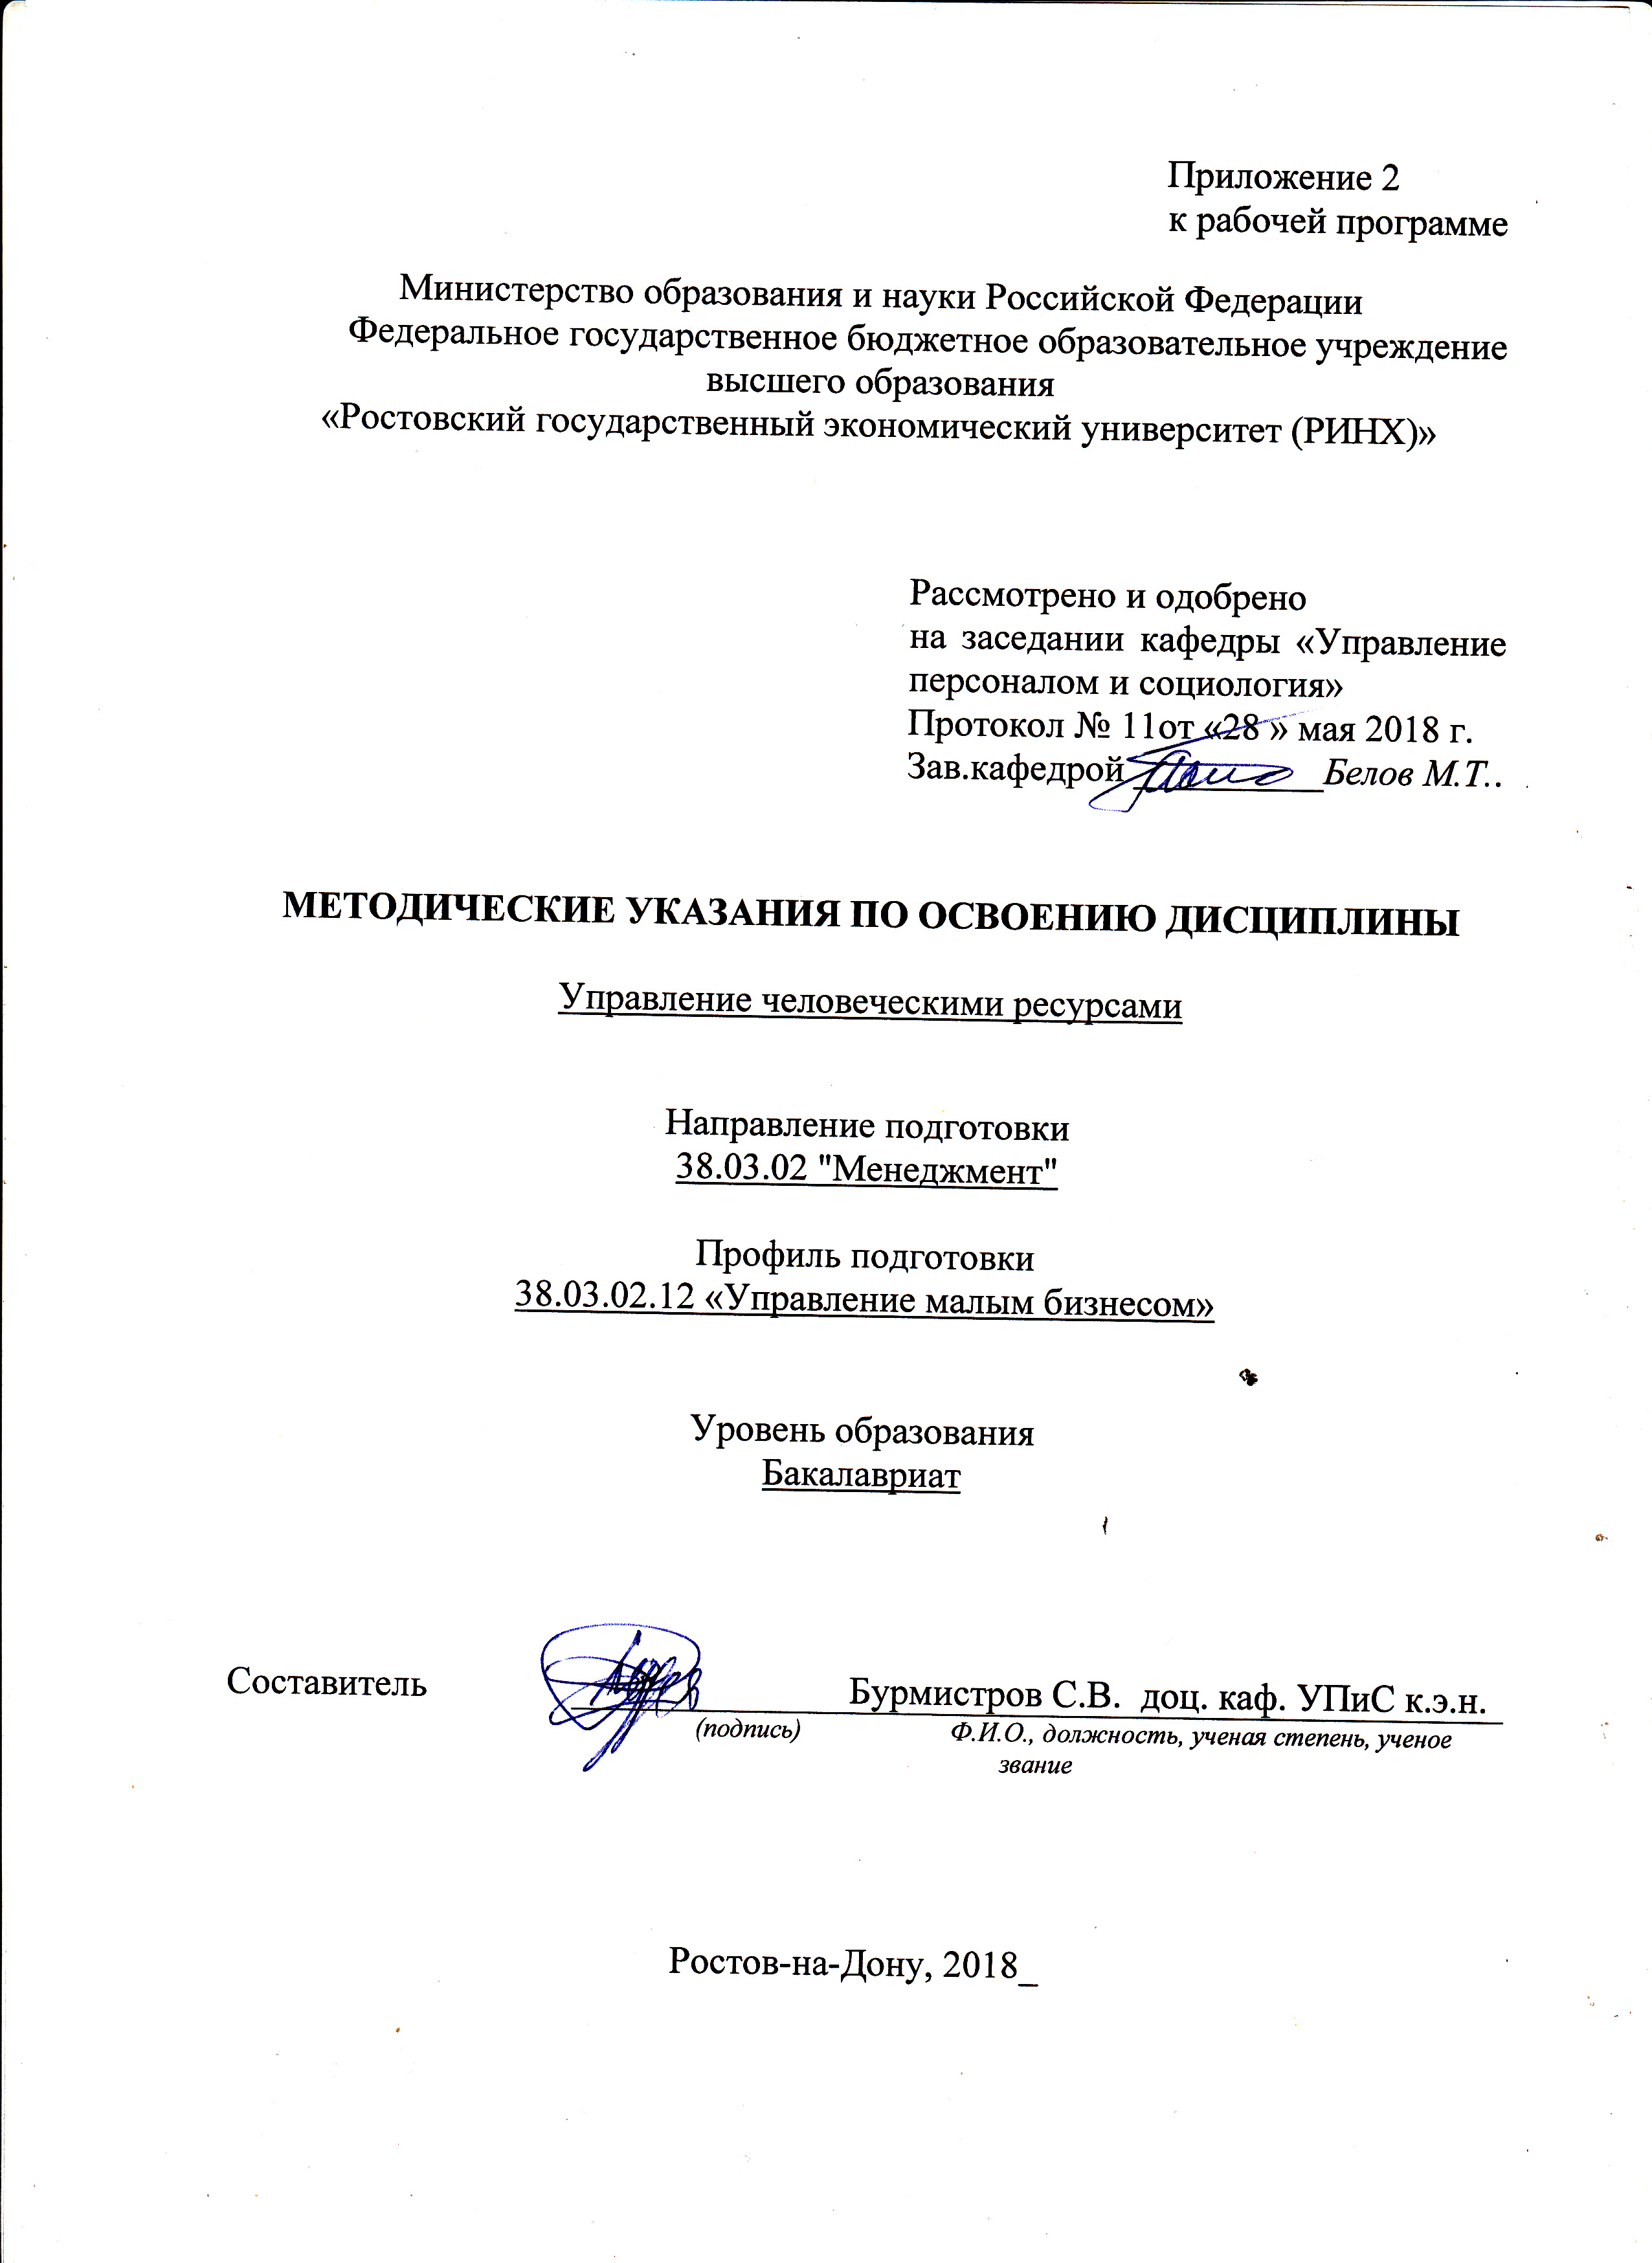 Приложение 2
к рабочей программе
Министерство образования и науки Российской Федерации
Федеральное государственное бюджетное образовательное учреждение
высшего образования
«Ростовский государственный экономический университет (РИНХ)»
Рассмотрено и одобрено
на заседании кафедры «Управление
персоналом и социология»
Протокол № 11от «28 » мая 2018 г.
Зав.кафедрой__________Белов М.Т..
МЕТОДИЧЕСКИЕ УКАЗАНИЯ ПО ОСВОЕНИЮ ДИСЦИПЛИНЫ
Управление человеческими ресурсами
Направление подготовки
38.03.02 "Менеджмент"
Профиль подготовки
38.03.02.12 «Управление малым бизнесом»
Уровень образования
Бакалавриат
Составитель Бурмистров С.В. доц. каф. УПиС к.э.н.
(подпись) Ф.И.О., должность, ученая степень, ученое
звание
Ростов-на-Дону, 2018_